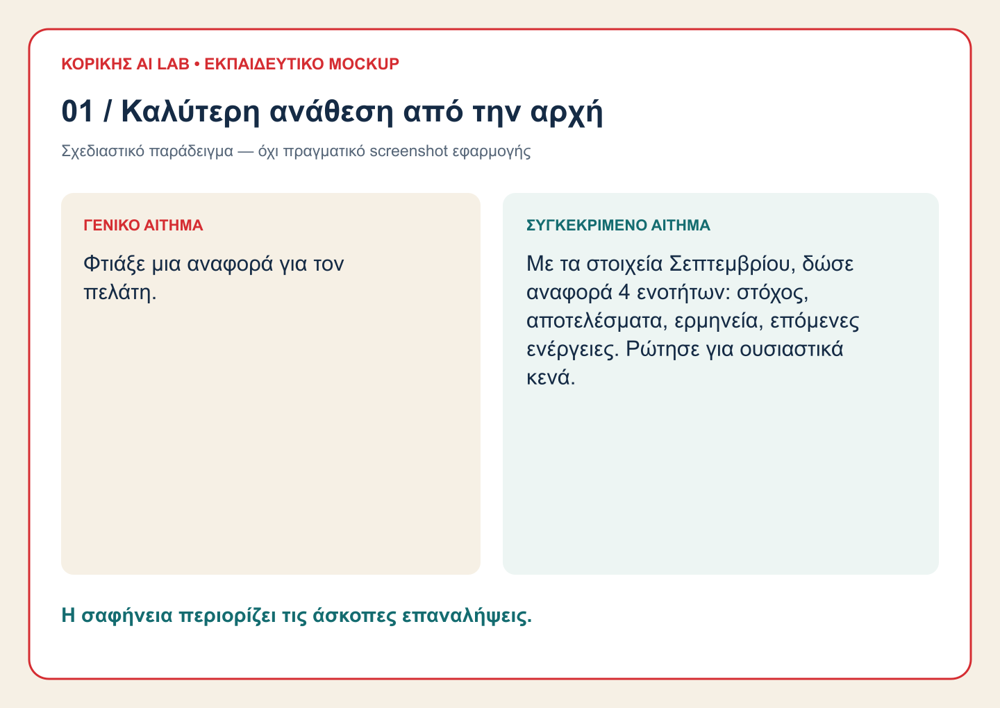 ΚΟΡΙΚΗΣ AI LAB • ΕΚΠΑΙΔΕΥΤΙΚΟ MOCKUP
01 / Καλύτερη ανάθεση από την αρχή
Σχεδιαστικό παράδειγμα — όχι πραγματικό screenshot εφαρμογής
ΓΕΝΙΚΟ ΑΙΤΗΜΑ
Φτιάξε μια αναφορά για τον
πελάτη.
ΣΥΓΚΕΚΡΙΜΕΝΟ ΑΙΤΗΜΑ
Με τα στοιχεία Σεπτεμβρίου, δώσε
αναφορά 4 ενοτήτων: στόχος,
αποτελέσματα, ερμηνεία, επόμενες
ενέργειες. Ρώτησε για ουσιαστικά
κενά.
Η σαφήνεια περιορίζει τις άσκοπες επαναλήψεις.